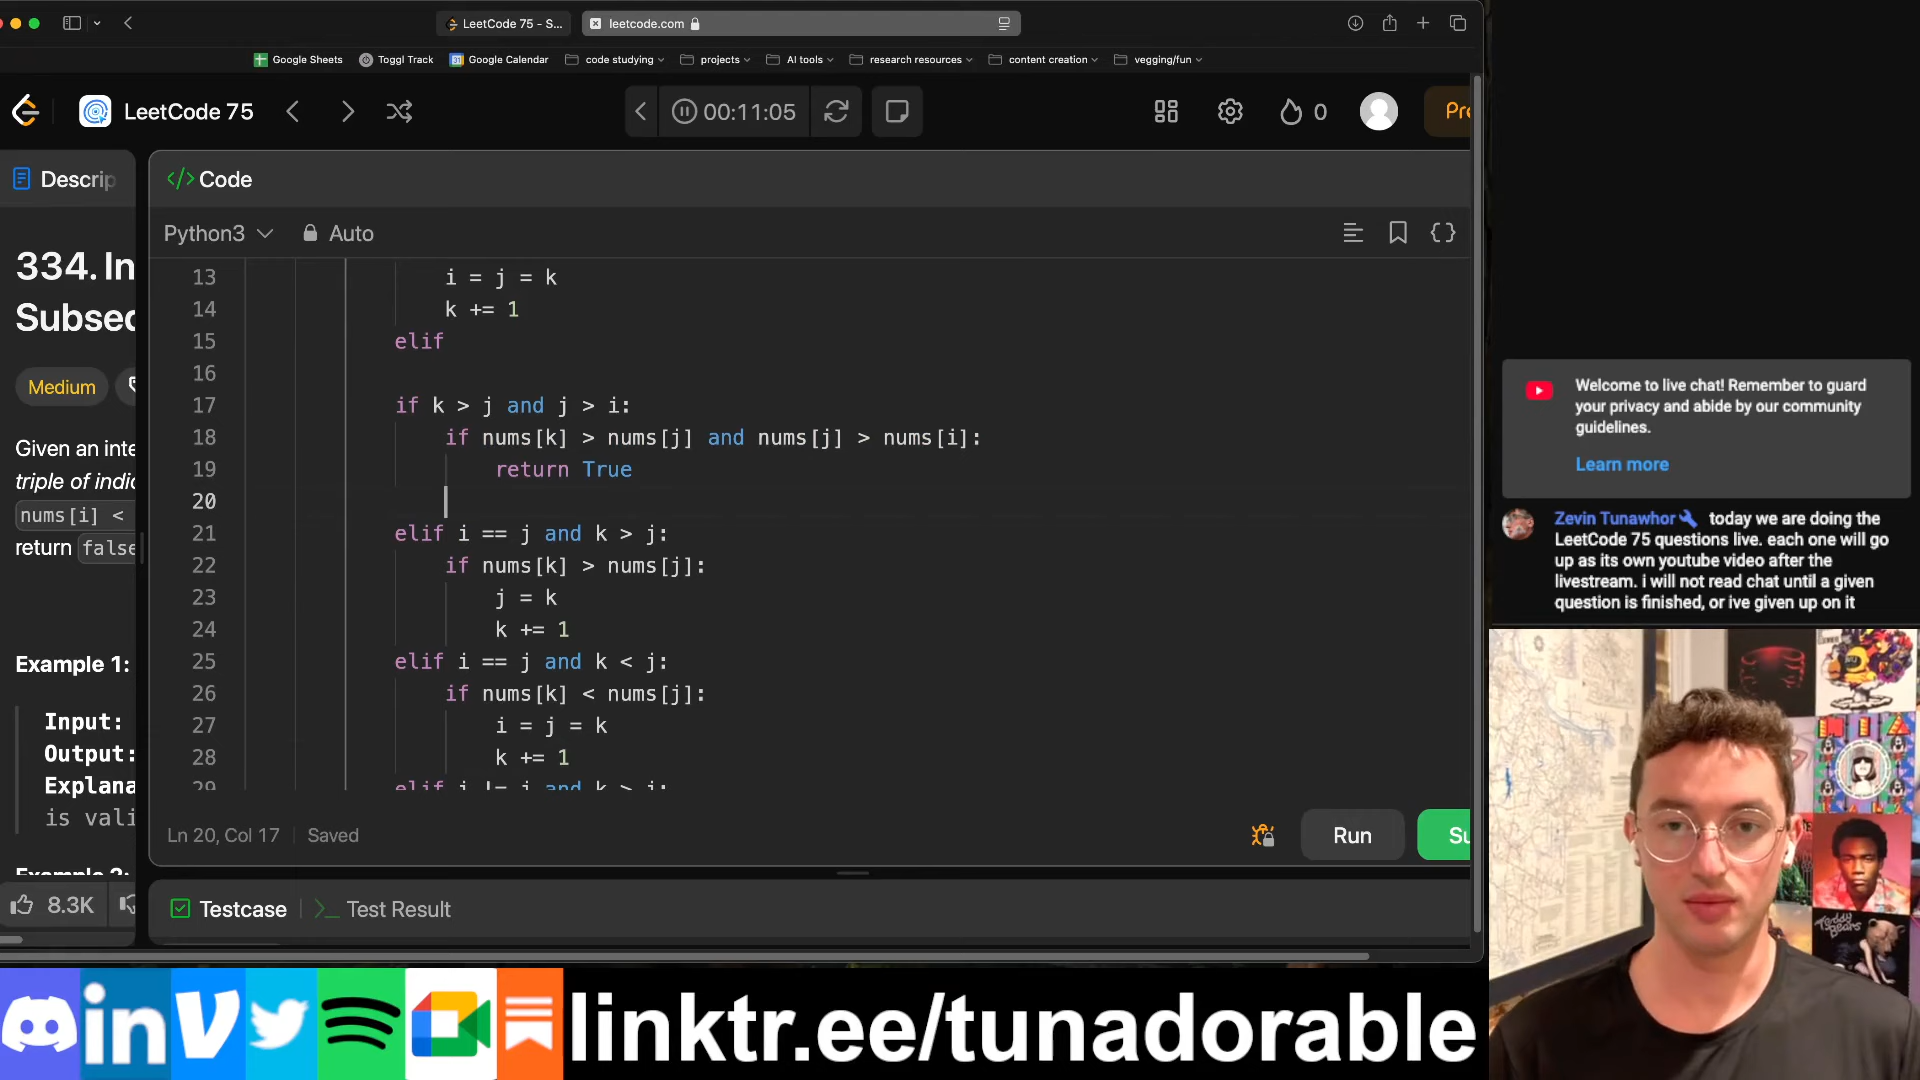 LeetCode 75 - S...
leetcode.com
Google Sheets
Toggl Track
Google Calendar
code studying
projects
AI tools
research resources
content creation
vegging/fun
LeetCode 75
00:11:05
0
Pre
Descrip
</> Code
Python3
Auto
334. In
Subsec
Medium
Given an inte
triple of indic
nums[i] <
return false
Example 1:
Input:
Output:
Explana
is vali
8.3K
13 i = j = k
14 k += 1
15 elif
16
17 if k > j and j > i:
18 if nums[k] > nums[j] and nums[j] > nums[i]:
19 return True
20
21 elif i == j and k > j:
22 if nums[k] > nums[j]:
23 j = k
24 k += 1
25 elif i == j and k < j:
26 if nums[k] < nums[j]:
27 i = j = k
28 k += 1
29 elif i != j and k > j:
Ln 20, Col 17
Saved
Run
Su
Testcase
Test Result
Welcome to live chat! Remember to guard
your privacy and abide by our community
guidelines.
Learn more
Zevin Tunawhor today we are doing the
LeetCode 75 questions live. each one will go
up as its own youtube video after the
livestream. i will not read chat until a given
question is finished, or ive given up on it
in
linktr.ee/tunadorable